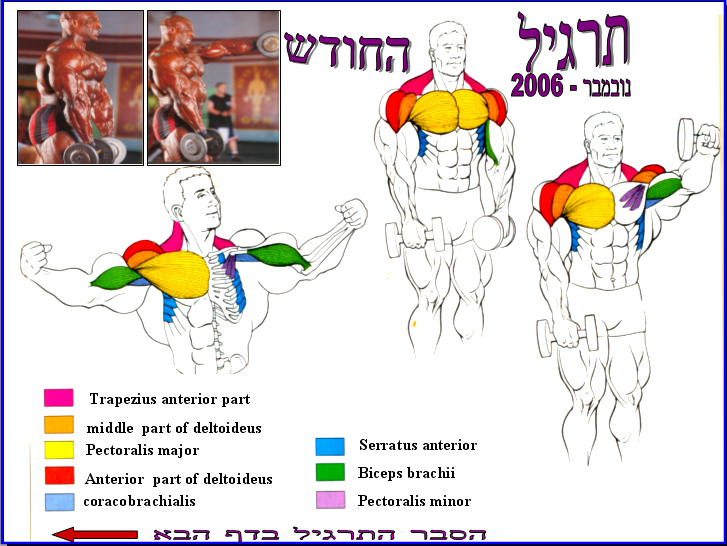 תרגיל
החודש
נובמבר - 2006
Trapezius anterior part
middle part of deltoideus
Pectoralis major
Anterior part of deltoideus
coracobrachialis
Serratus anterior
Biceps brachii
Pectoralis minor
הסבר התרגיל בדף הבא